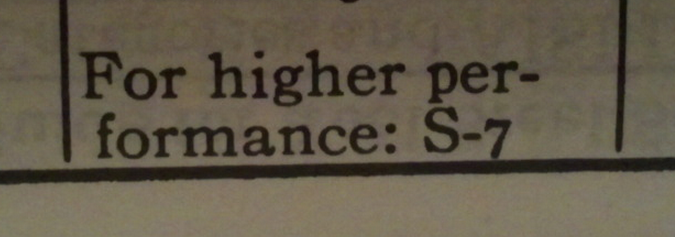 For higher per-
formance: S-7